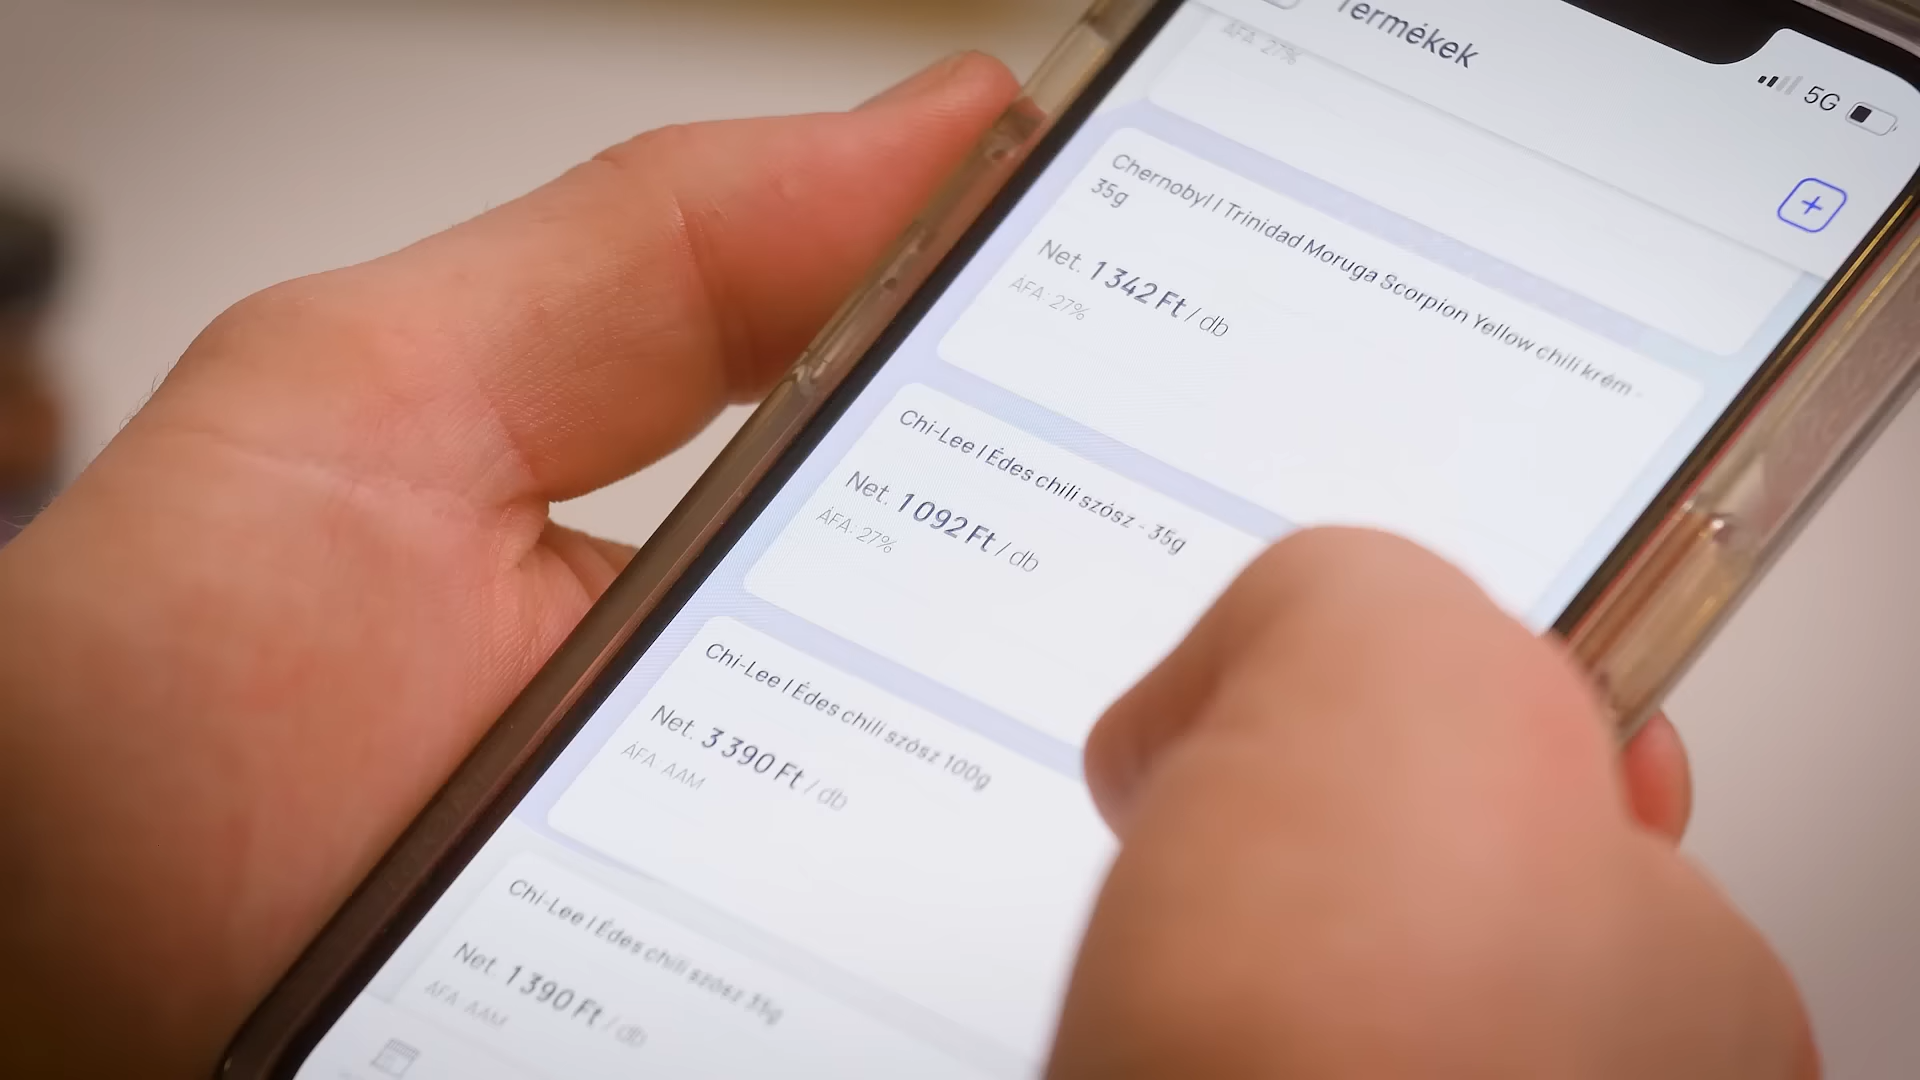 Termékek
5G
ÁFA: 27%
Chernobyl | Trinidad Moruga Scorpion Yellow chili krém -
35g
Net. 1 342 Ft / db
ÁFA: 27%
Chi-Lee | Édes chili szósz - 35g
Net. 1 092 Ft / db
ÁFA: 27%
Chi-Lee | Édes chili szósz 100g
Net. 3 390 Ft / db
ÁFA: AAM
Chi-Lee | Édes chili szósz 35g
Net. 1 390 Ft / db
ÁFA: AAM